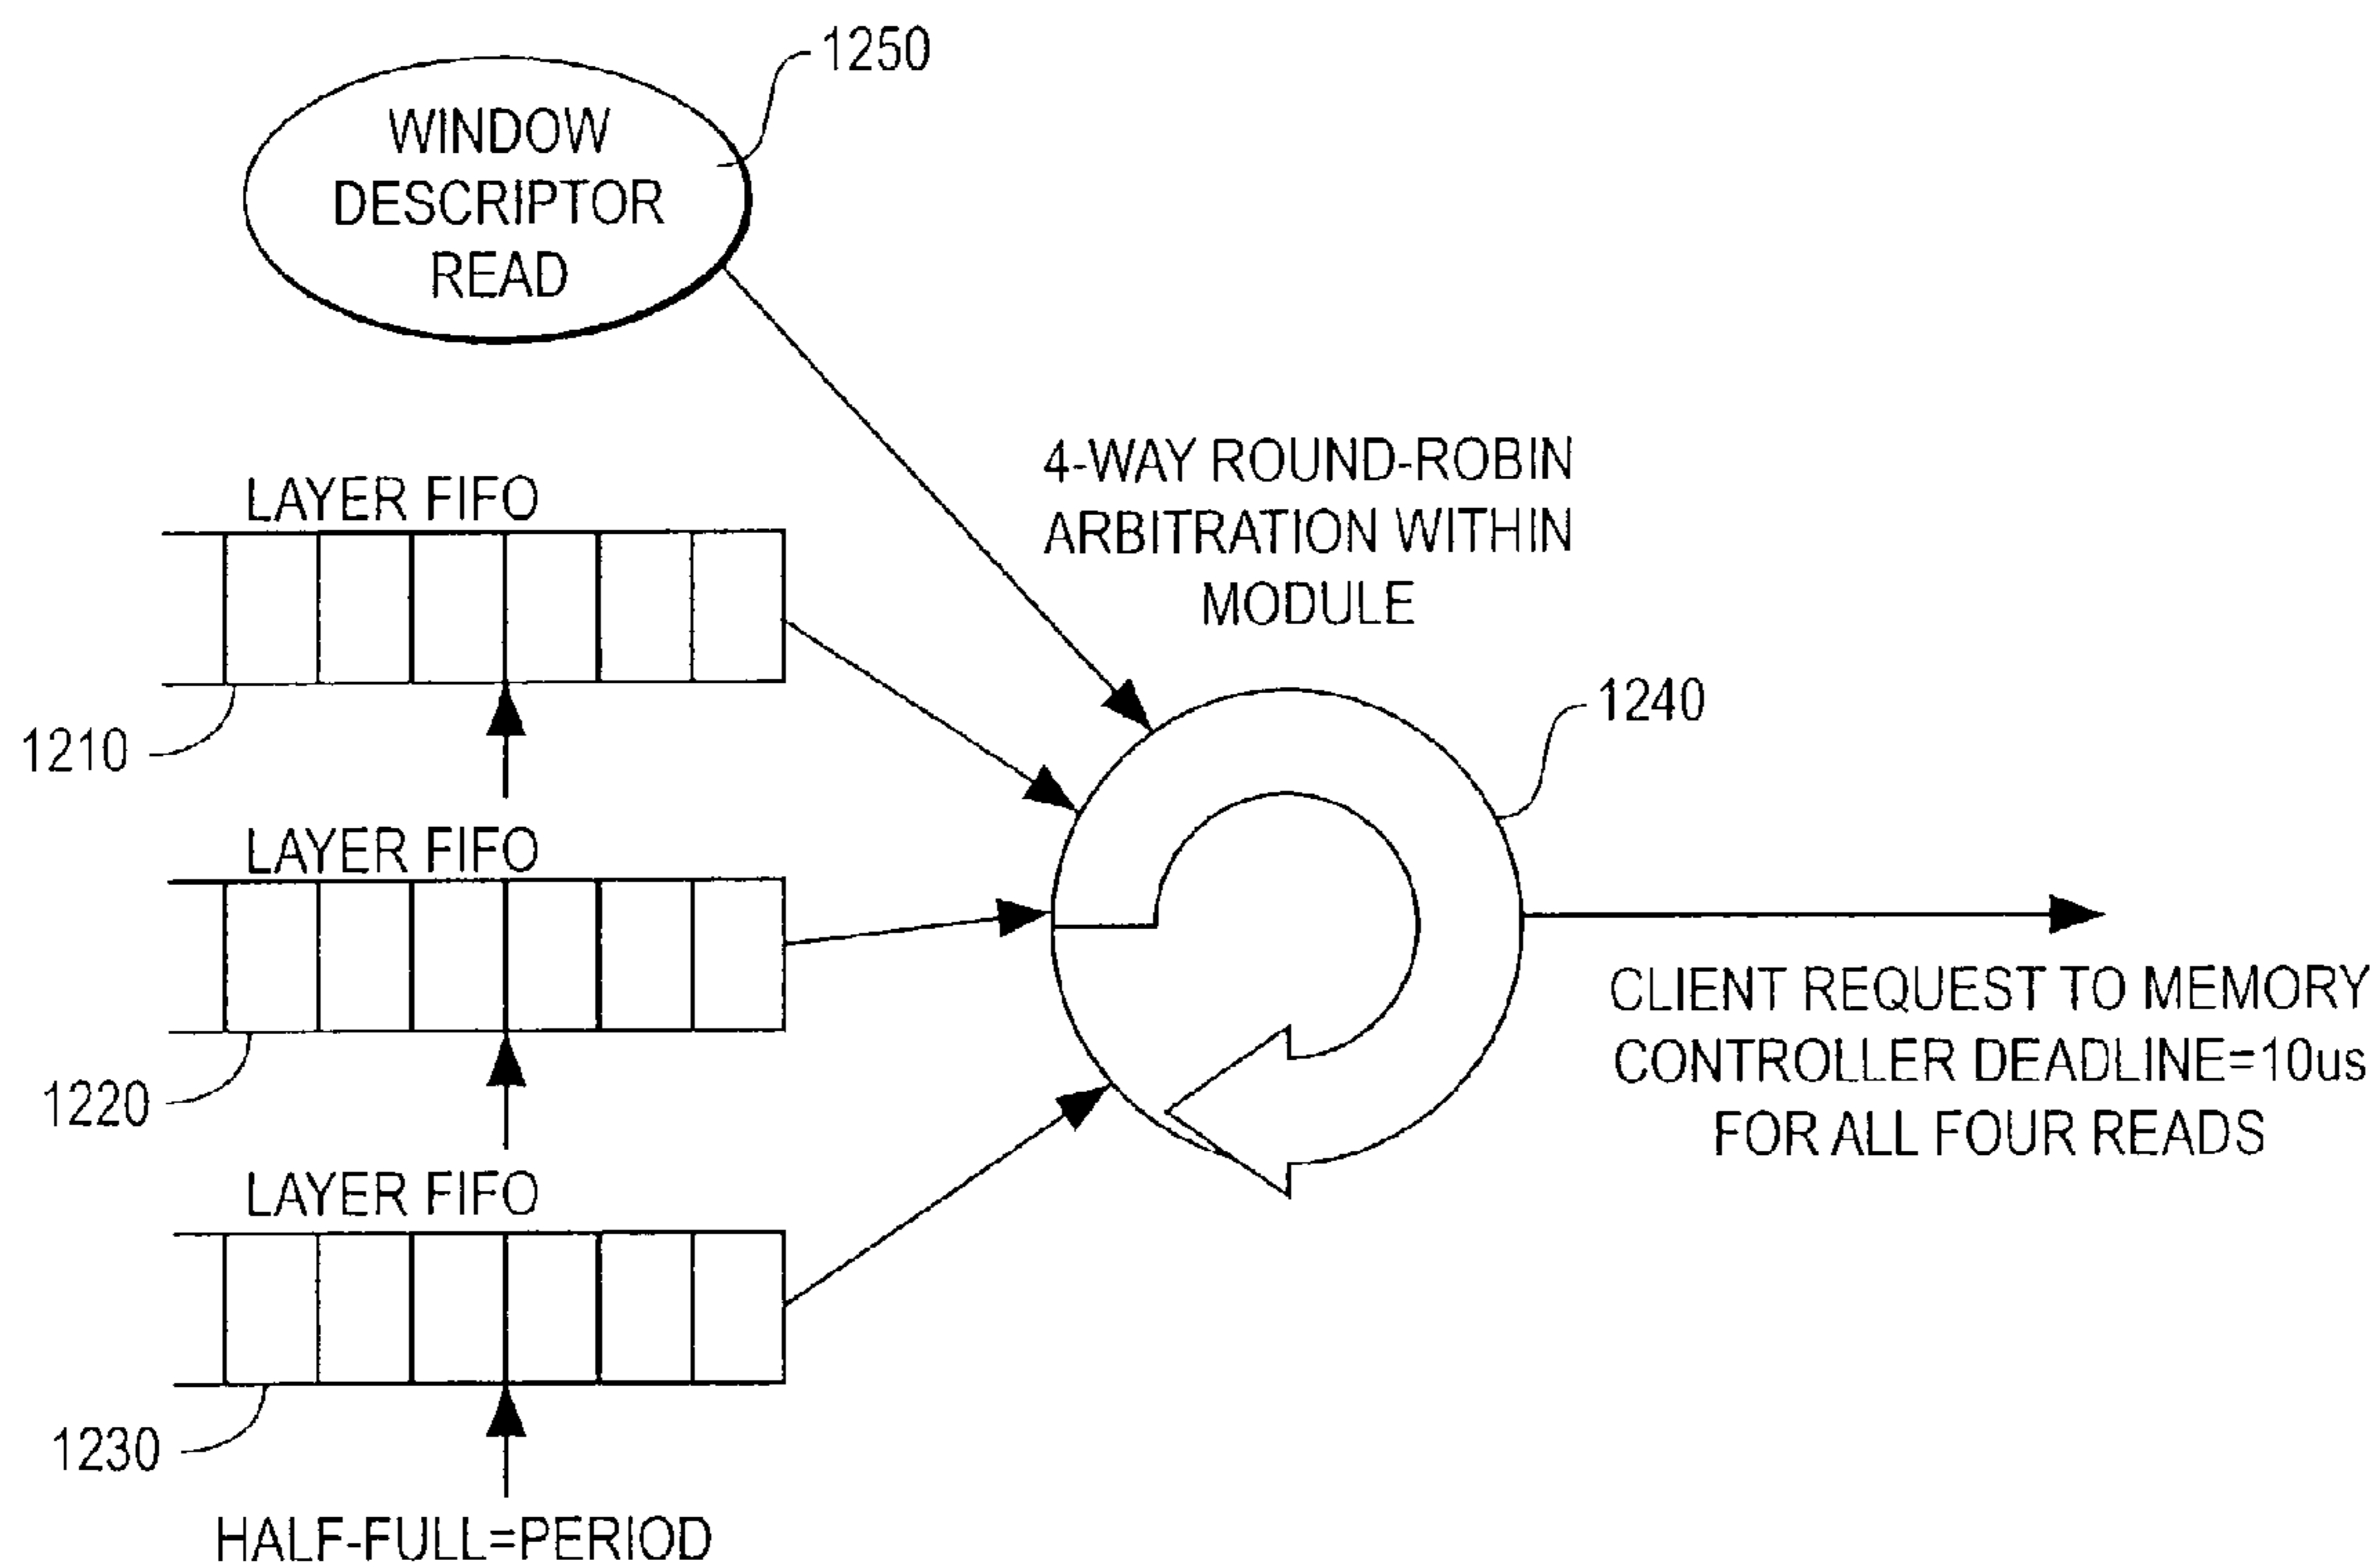 1250
WINDOW
DESCRIPTOR
READ
4-WAY ROUND-ROBIN
ARBITRATION WITHIN
MODULE
LAYER FIFO
1210
1240
LAYER FIFO
1220
CLIENT REQUEST TO MEMORY
CONTROLLER DEADLINE=10us
FOR ALL FOUR READS
LAYER FIFO
1230
HALF-FULL=PERIOD